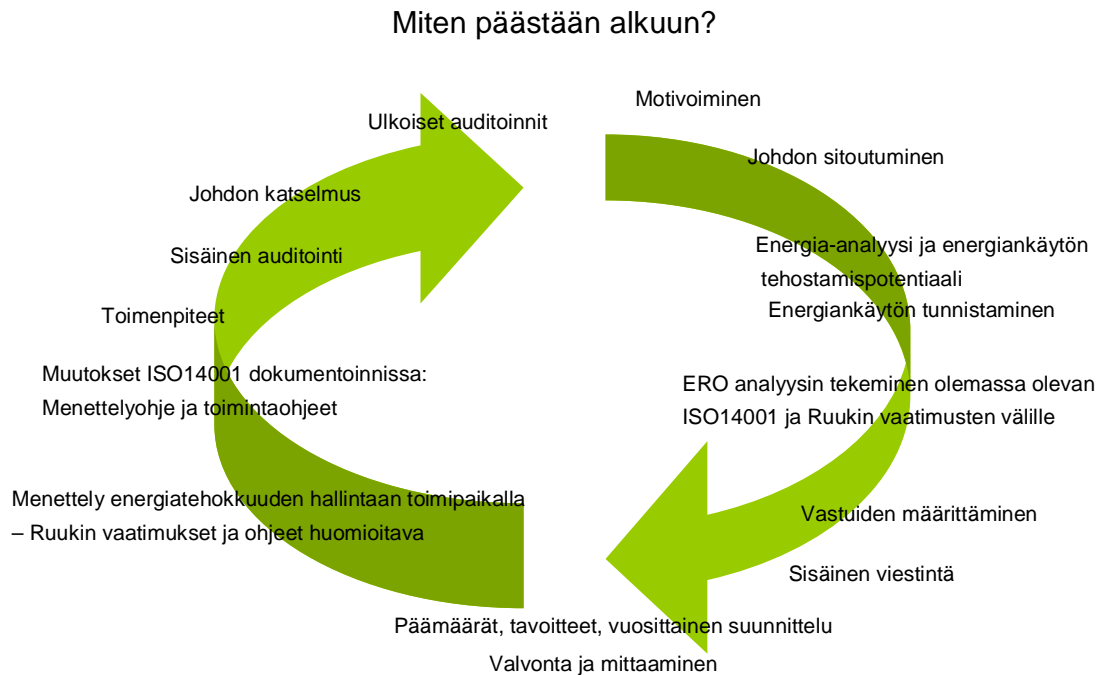 Miten päästään alkuun?
Motivoiminen
Johdon sitoutuminen
Energia-analyysi ja energiankäytön
tehostamispotentiaali
Energiankäytön tunnistaminen
ERO analyysin tekeminen olemassa olevan
ISO14001 ja Ruukin vaatimusten välille
Vastuiden määrittäminen
Sisäinen viestintä
Päämäärät, tavoitteet, vuosittainen suunnittelu
Valvonta ja mittaaminen
Menettely energiatehokkuuden hallintaan toimipaikalla
– Ruukin vaatimukset ja ohjeet huomioitava
Muutokset ISO14001 dokumentoinnissa:
Menettelyohje ja toimintaohjeet
Toimenpiteet
Sisäinen auditointi
Johdon katselmus
Ulkoiset auditoinnit